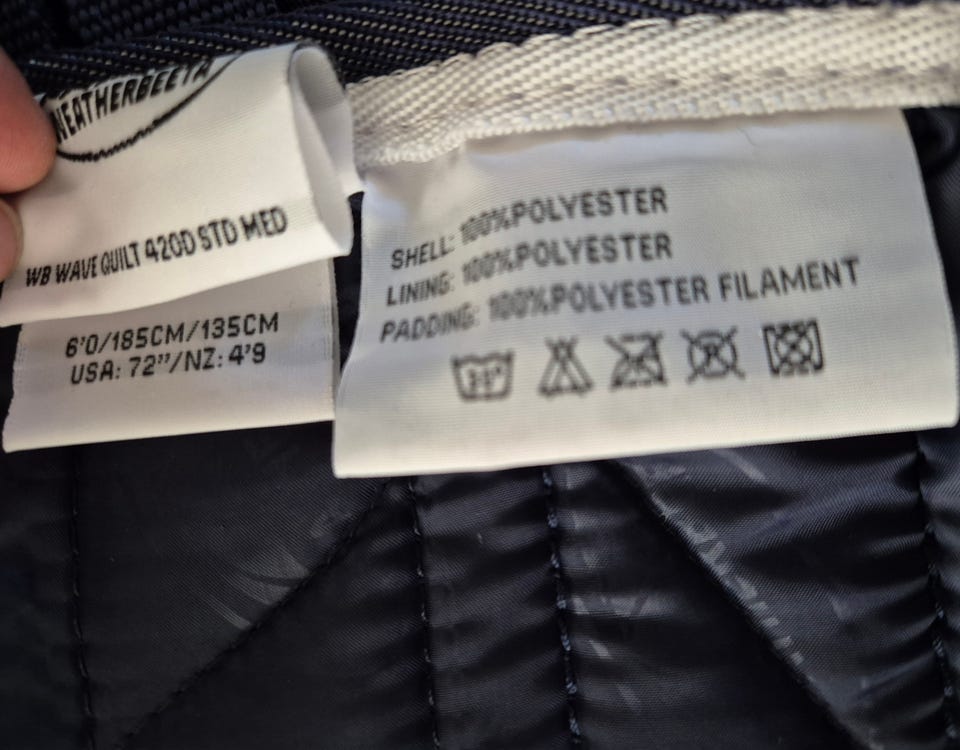 WEATHERBEETA
WB WAVE QUILT 420D STD MED
6'0/185CM/135CM
USA: 72"/NZ: 4'9
SHELL: 100%POLYESTER
LINING: 100%POLYESTER
PADDING: 100%POLYESTER FILAMENT